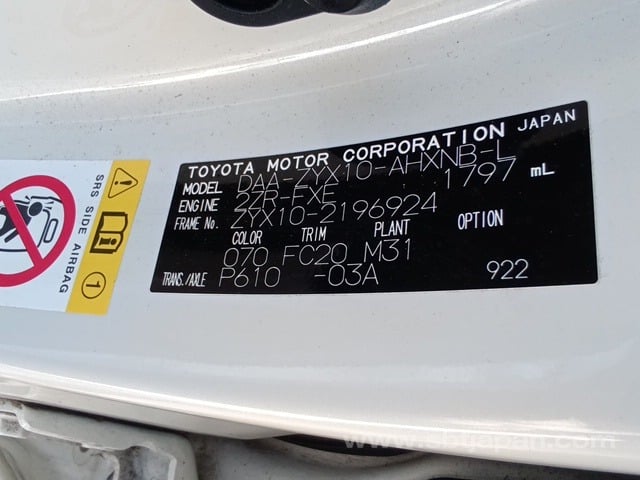 TOYOTA MOTOR CORPORATION JAPAN
MODEL DAA-ZYX10-AHXNB-L
ENGINE 2ZR-FXE 1797 mL
FRAME No. ZYX10-2196924
COLOR TRIM PLANT OPTION
070 FC20 M31
TRANS./AXLE P610 -03A 922
SRS SIDE AIRBAG
1
www.sbtjapan.com